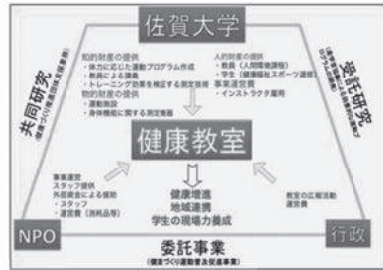 佐賀大学
知的財産の提供
・体力に応じた運動プログラム作成
・教員による講義
・トレーニング効果を検証する測定技術
物的財産の提供
・運動施設
・身体機能に関する測定機器
人的財産の提供
・教員（人間環境課程）
・学生（健康福祉スポーツ選修）
事業運営費
・インストラクタ雇用
共同研究
受託研究
健康教室
事業運営
スタッフ提供
外部資金による援助
・スタッフ
・運営費（消耗品等）
健康増進
地域連携
学生の現場力養成
教室の広報活動
運営費
NPO
行政
委託事業
（健康づくり運動普及促進事業）